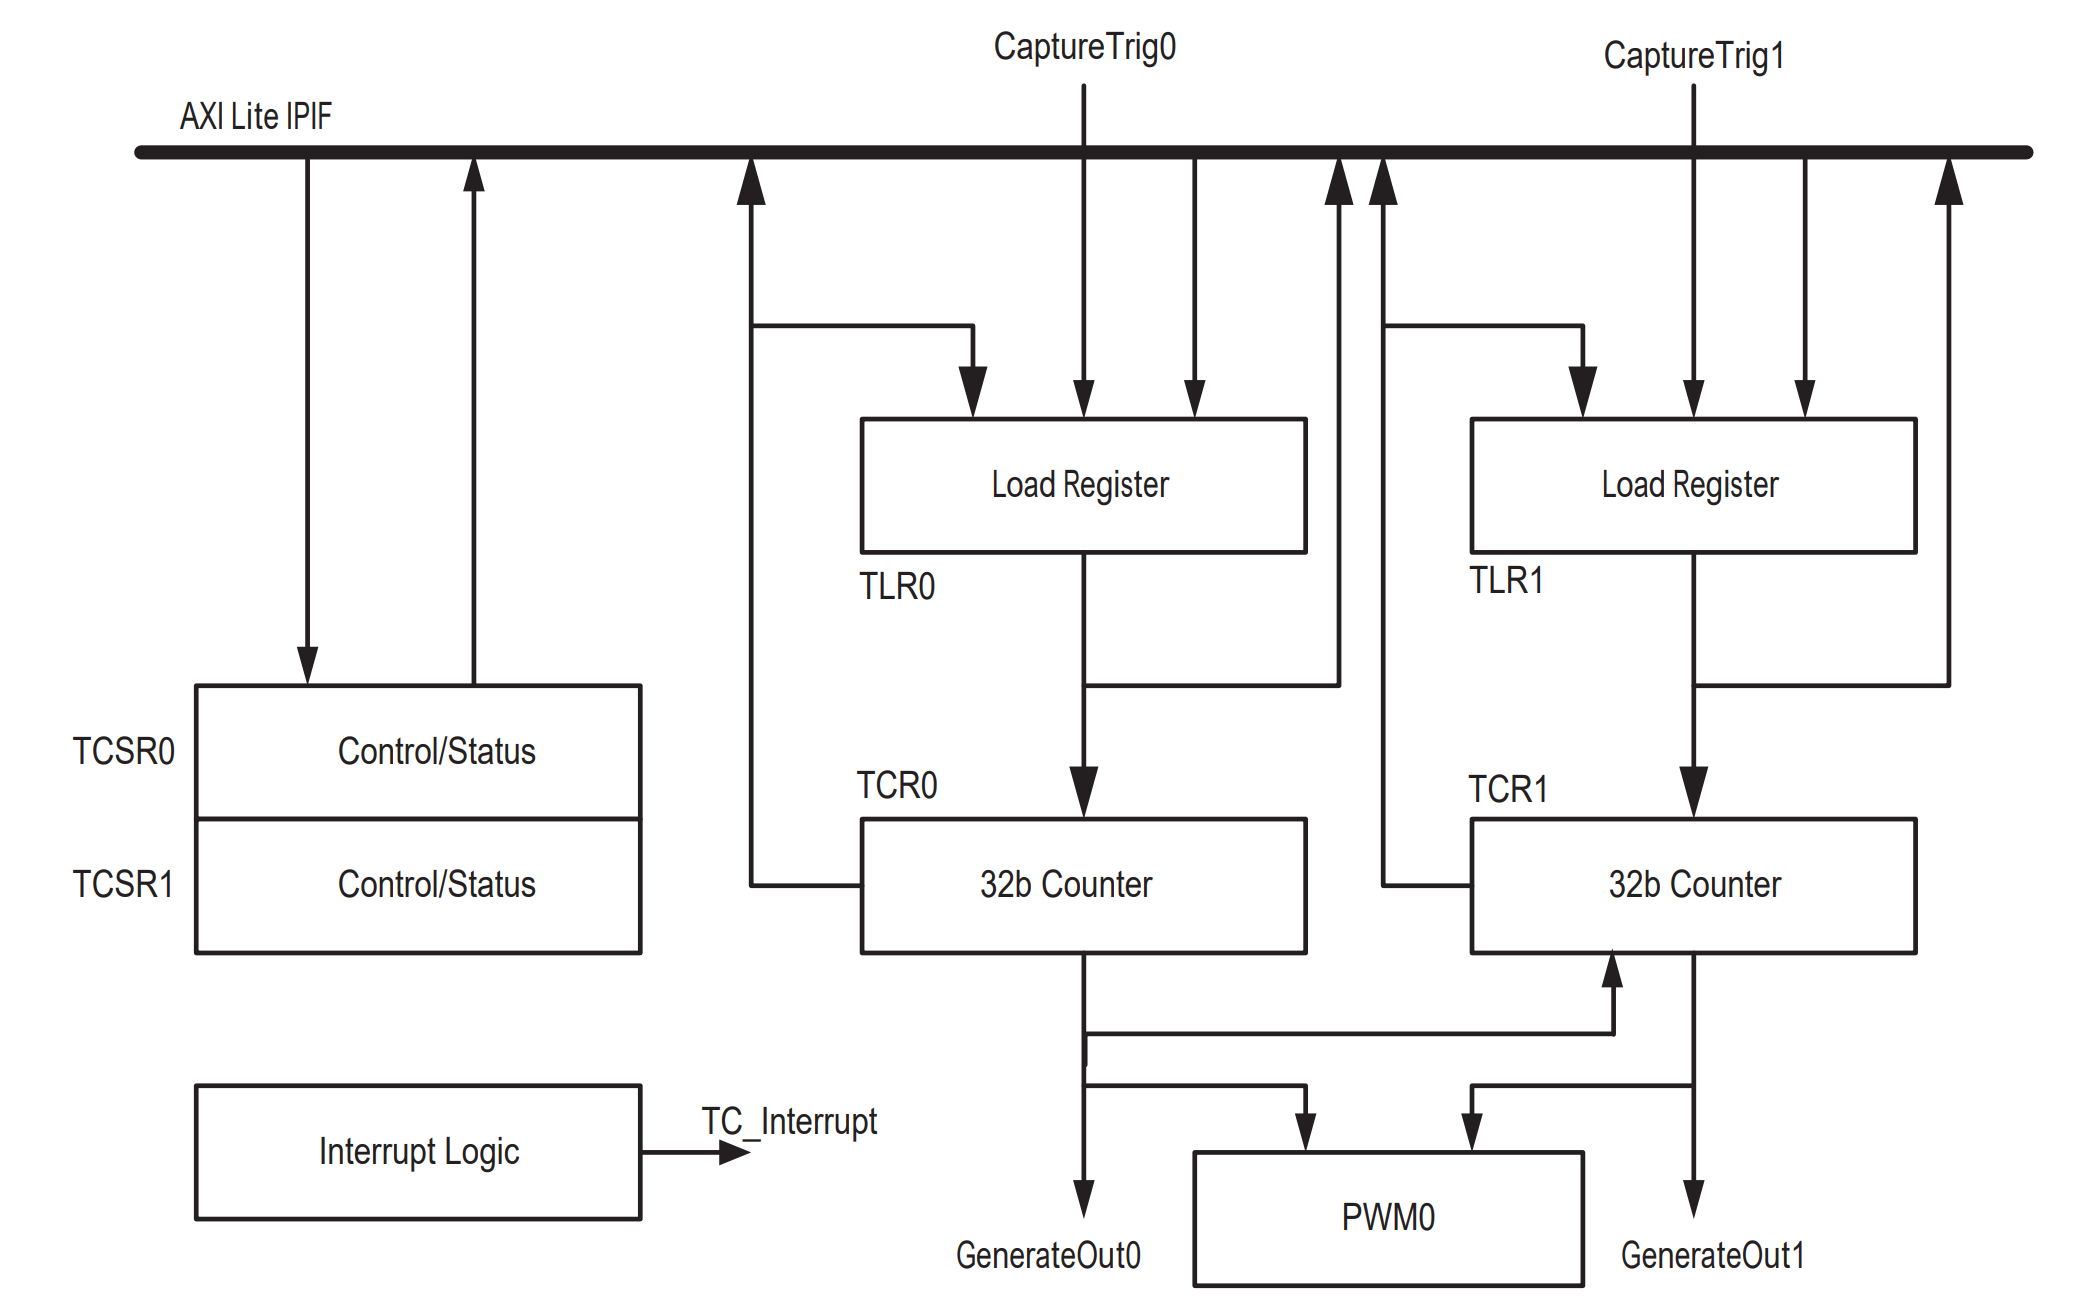 CaptureTrig0
CaptureTrig1
AXI Lite IPIF
Load Register
Load Register
TLR0
TLR1
TCSR0
Control/Status
TCR0
TCR1
TCSR1
Control/Status
32b Counter
32b Counter
TC_Interrupt
Interrupt Logic
PWM0
GenerateOut0
GenerateOut1